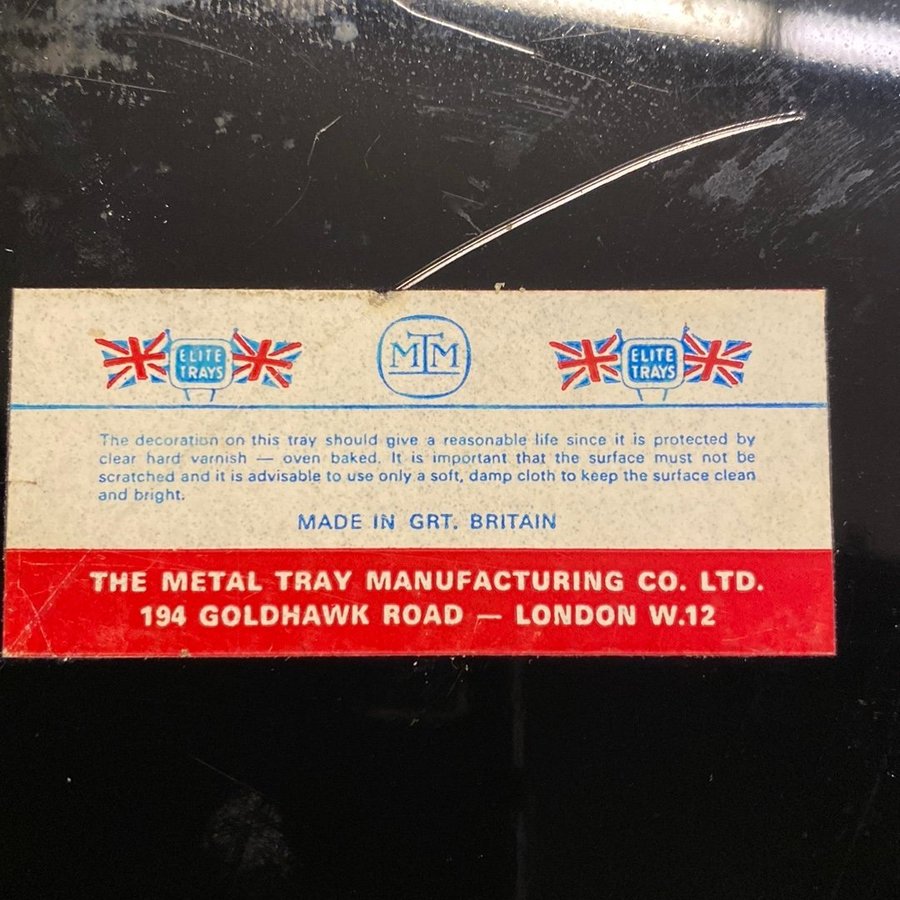 ELITE
TRAYS
MTM
ELITE
TRAYS
The decoration on this tray should give a reasonable life since it is protected by
clear hard varnish — oven baked. It is important that the surface must not be
scratched and it is advisable to use only a soft, damp cloth to keep the surface clean
and bright.
MADE IN GRT. BRITAIN
THE METAL TRAY MANUFACTURING CO. LTD.
194 GOLDHAWK ROAD — LONDON W.12